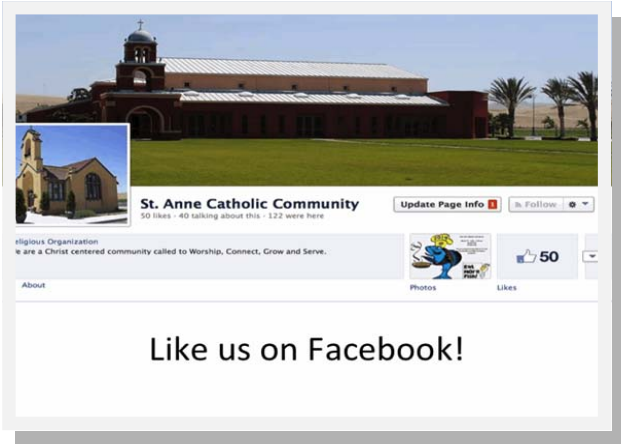 St. Anne Catholic Community
50 likes · 40 talking about this · 122 were here
Update Page Info 1
Follow
eligious Organization
e are a Christ centered community called to Worship, Connect, Grow and Serve.
50
About
Photos
Likes
Like us on Facebook!